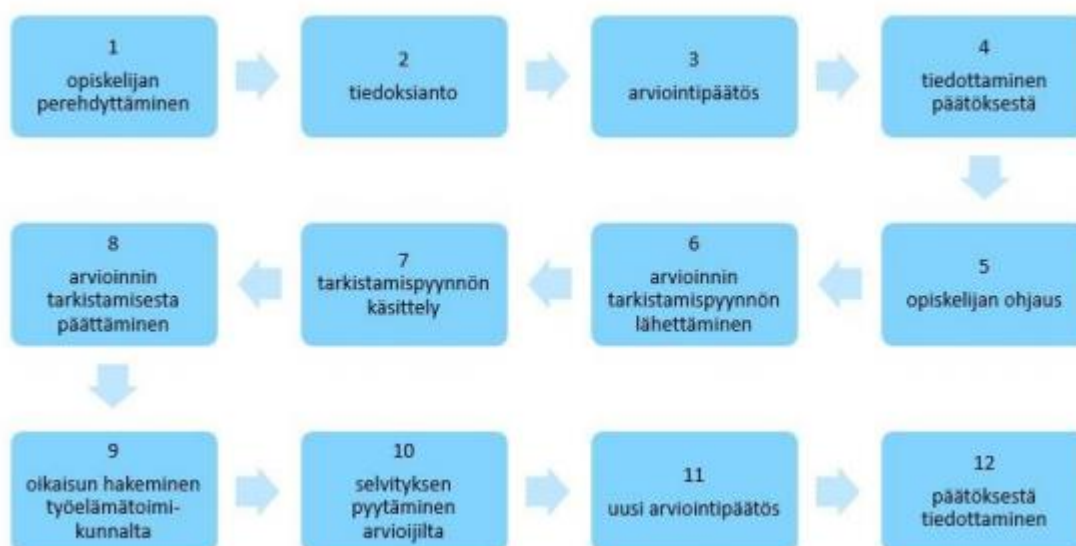 1
opiskelijan
perehdyttäminen
2
tiedoksianto
3
arviointipäätös
4
tiedottaminen
päätöksestä
8
arvioinnin
tarkistamisesta
päättäminen
7
tarkistamispyynnön
käsittely
6
arvioinnin
tarkistamispyynnön
lähettäminen
5
opiskelijan ohjaus
9
oikaisun hakeminen
työelämätoimi-
kunnalta
10
selvityksen
pyytäminen
arvioijilta
11
uusi arviointipäätös
12
päätöksestä
tiedottaminen